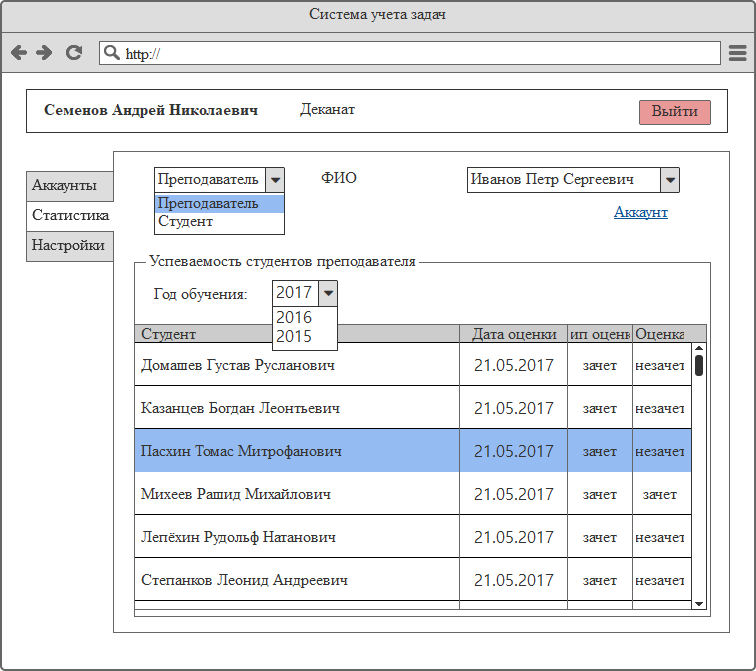 Система учета задач
http://
Семенов Андрей Николаевич Деканат Выйти
Аккаунты
Статистика
Настройки
Преподаватель ФИО Иванов Петр Сергеевич
Преподаватель
Студент
Аккаунт
Успеваемость студентов преподавателя
Год обучения: 2017
2016
2015
Студент Дата оценки ип оценк Оценка
Домашев Густав Русланович 21.05.2017 зачет незачет
Казанцев Богдан Леонтьевич 21.05.2017 зачет незачет
Пасхин Томас Митрофанович 21.05.2017 зачет незачет
Михеев Рашид Михайлович 21.05.2017 зачет зачет
Лепёхин Рудольф Натанович 21.05.2017 зачет незачет
Степанков Леонид Андреевич 21.05.2017 зачет незачет